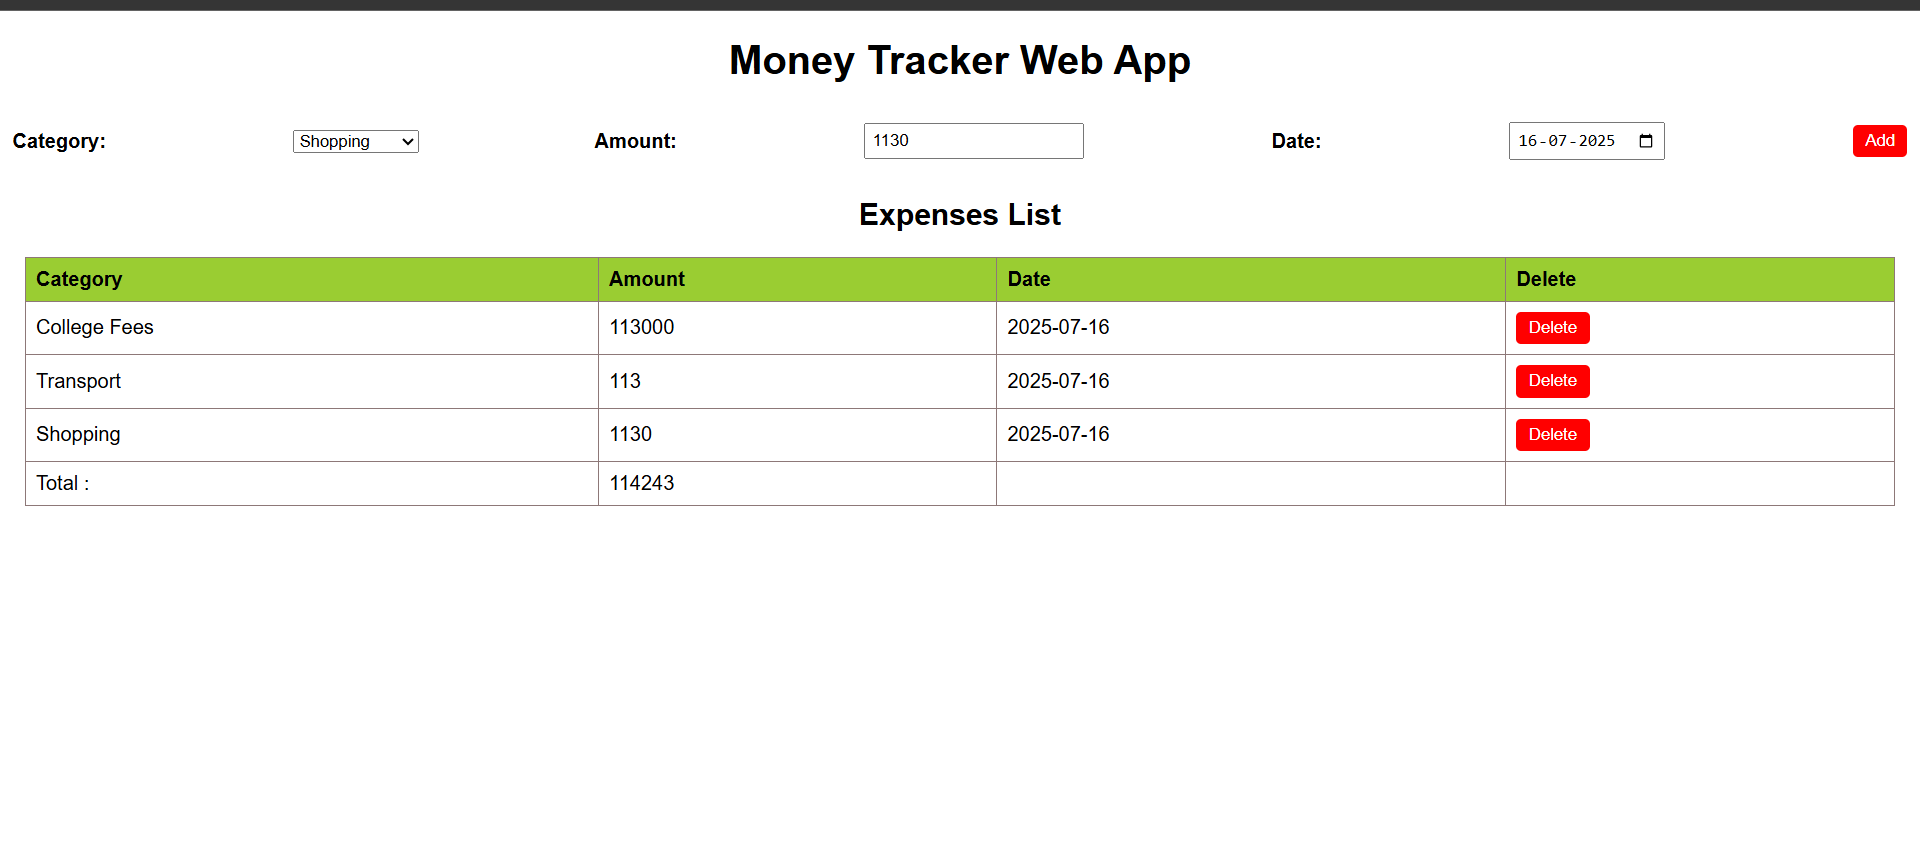 Money Tracker Web App
Category: Shopping Amount: 1130 Date: 16-07-2025 Add
Expenses List
Category Amount Date Delete
College Fees 113000 2025-07-16 Delete
Transport 113 2025-07-16 Delete
Shopping 1130 2025-07-16 Delete
Total : 114243